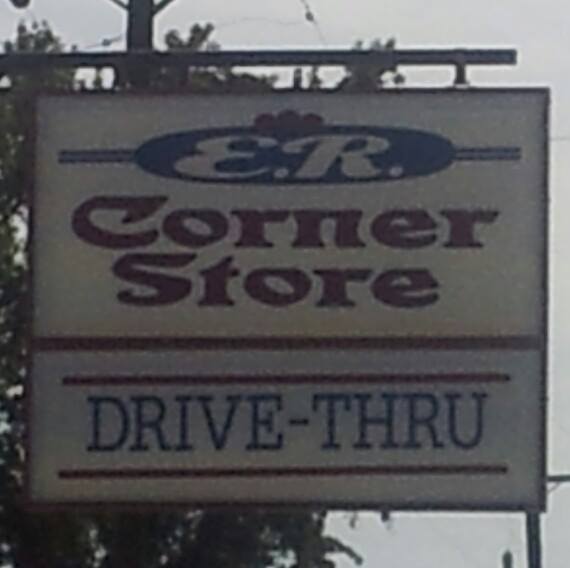 E.R.
Corner
Store
DRIVE-THRU